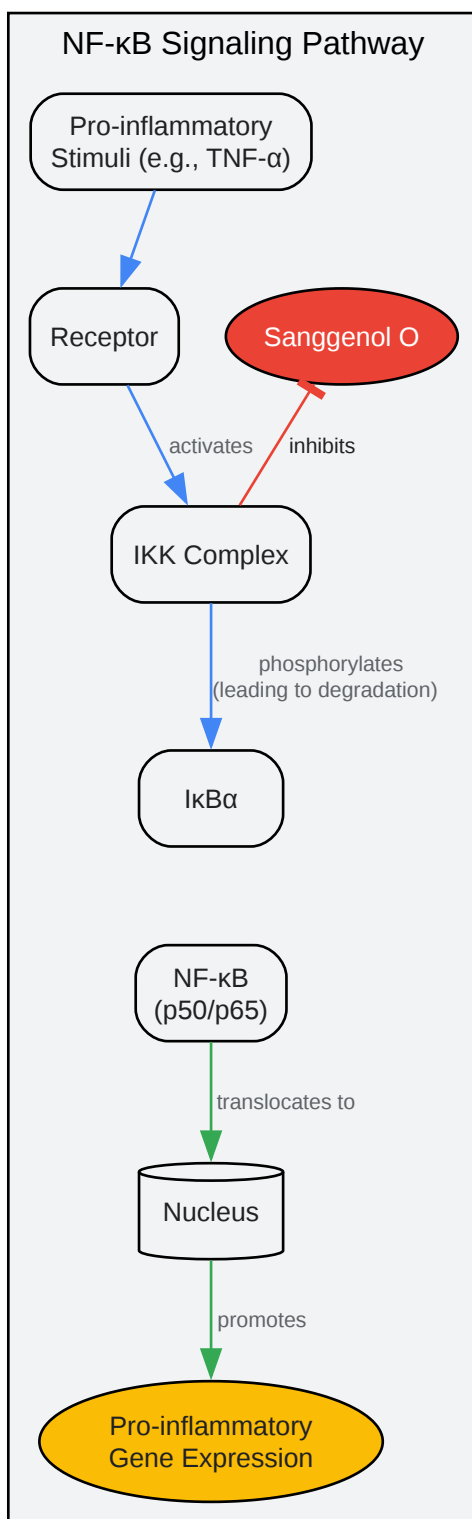 NF-κB Signaling Pathway
Pro-inflammatory
Stimuli (e.g., TNF-α)
Receptor
Sanggenol O
activates
inhibits
IKK Complex
phosphorylates
(leading to degradation)
IκBα
NF-κB
(p50/p65)
translocates to
Nucleus
promotes
Pro-inflammatory
Gene Expression